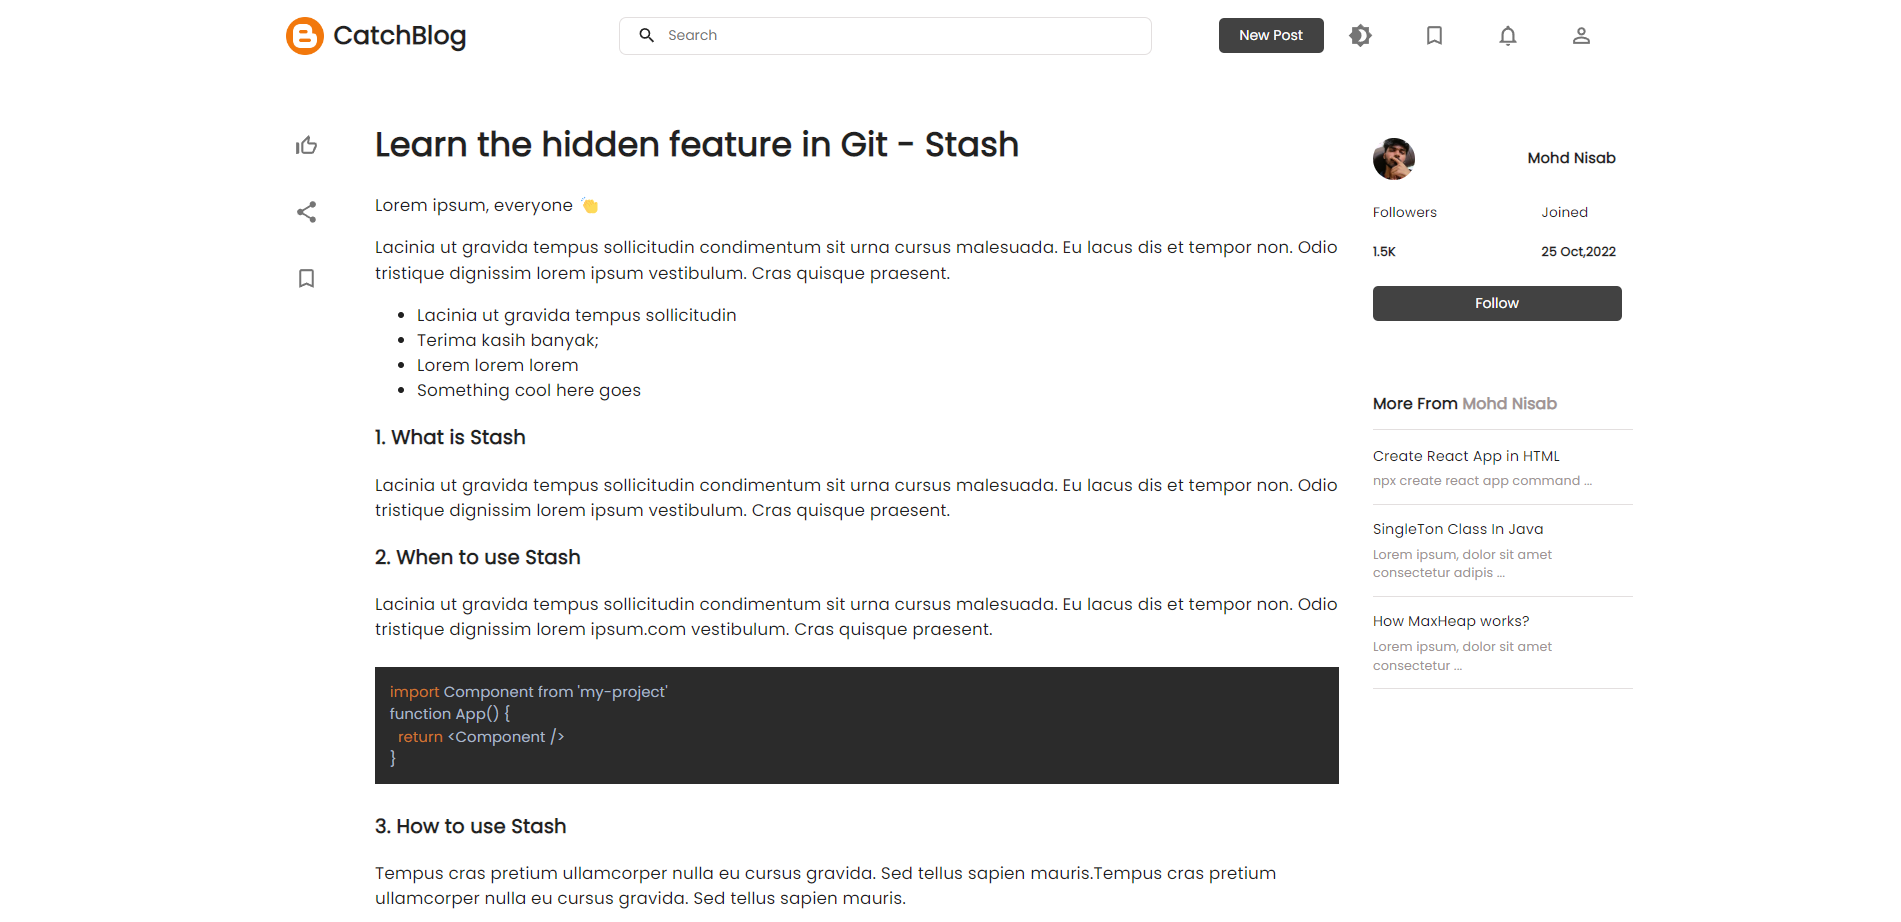 CatchBlog
Search
New Post
Learn the hidden feature in Git - Stash
Lorem ipsum, everyone 👏
Lacinia ut gravida tempus sollicitudin condimentum sit urna cursus malesuada. Eu lacus dis et tempor non. Odio
tristique dignissim lorem ipsum vestibulum. Cras quisque praesent.
• Lacinia ut gravida tempus sollicitudin
• Terima kasih banyak;
• Lorem lorem lorem
• Something cool here goes
1. What is Stash
Lacinia ut gravida tempus sollicitudin condimentum sit urna cursus malesuada. Eu lacus dis et tempor non. Odio
tristique dignissim lorem ipsum vestibulum. Cras quisque praesent.
2. When to use Stash
Lacinia ut gravida tempus sollicitudin condimentum sit urna cursus malesuada. Eu lacus dis et tempor non. Odio
tristique dignissim lorem ipsum.com vestibulum. Cras quisque praesent.
import Component from 'my-project'
function App() {
  return <Component />
}
3. How to use Stash
Tempus cras pretium ullamcorper nulla eu cursus gravida. Sed tellus sapien mauris.Tempus cras pretium
ullamcorper nulla eu cursus gravida. Sed tellus sapien mauris.
Mohd Nisab
Followers Joined
1.5K 25 Oct,2022
Follow
More From Mohd Nisab
Create React App in HTML
npx create react app command ...
SingleTon Class In Java
Lorem ipsum, dolor sit amet
consectetur adipis ...
How MaxHeap works?
Lorem ipsum, dolor sit amet
consectetur ...